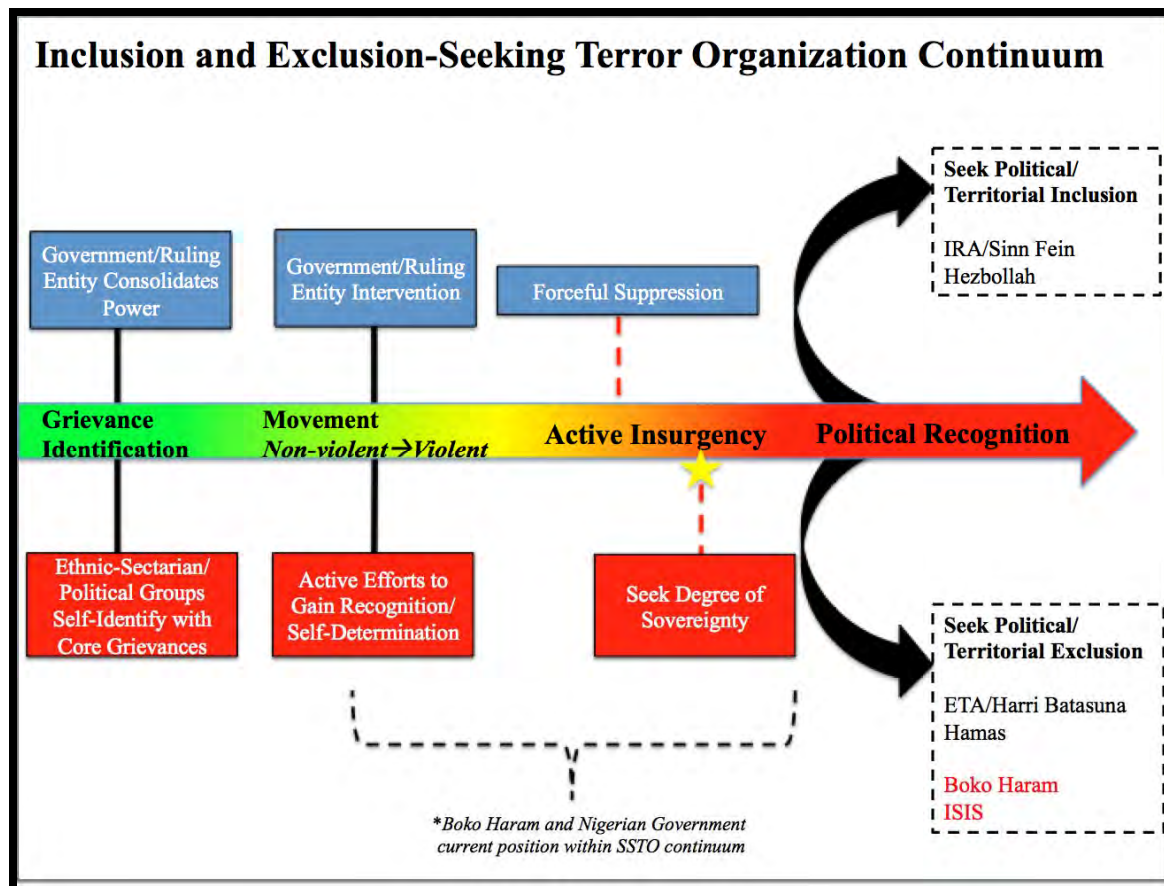 Inclusion and Exclusion-Seeking Terror Organization Continuum
Seek Political/
Territorial Inclusion
IRA/Sinn Fein
Hezbollah
Government/Ruling
Entity Consolidates
Power
Government/Ruling
Entity Intervention
Forceful Suppression
Grievance
Identification
Movement
Non-violent→Violent
Active Insurgency
Political Recognition
Ethnic-Sectarian/
Political Groups
Self-Identify with
Core Grievances
Active Efforts to
Gain Recognition/
Self-Determination
Seek Degree of
Sovereignty
Seek Political/
Territorial Exclusion
ETA/Harri Batasuna
Hamas
Boko Haram
ISIS
*Boko Haram and Nigerian Government
current position within SSTO continuum